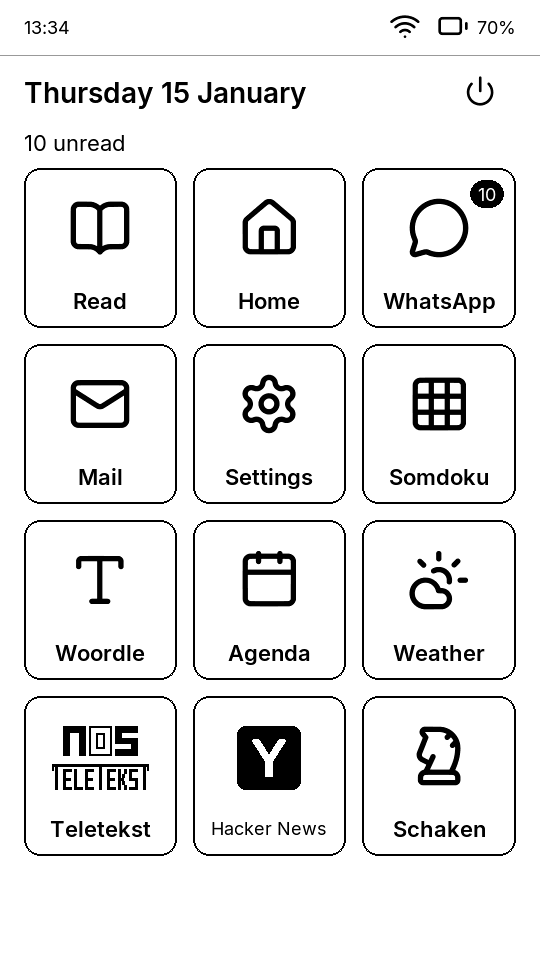 13:34
70%
Thursday 15 January
10 unread
10
Read
Home
WhatsApp
Mail
Settings
Somdoku
Woordle
Agenda
Weather
NOS
TELETEKST
Teletekst
Y
Hacker News
Schaken